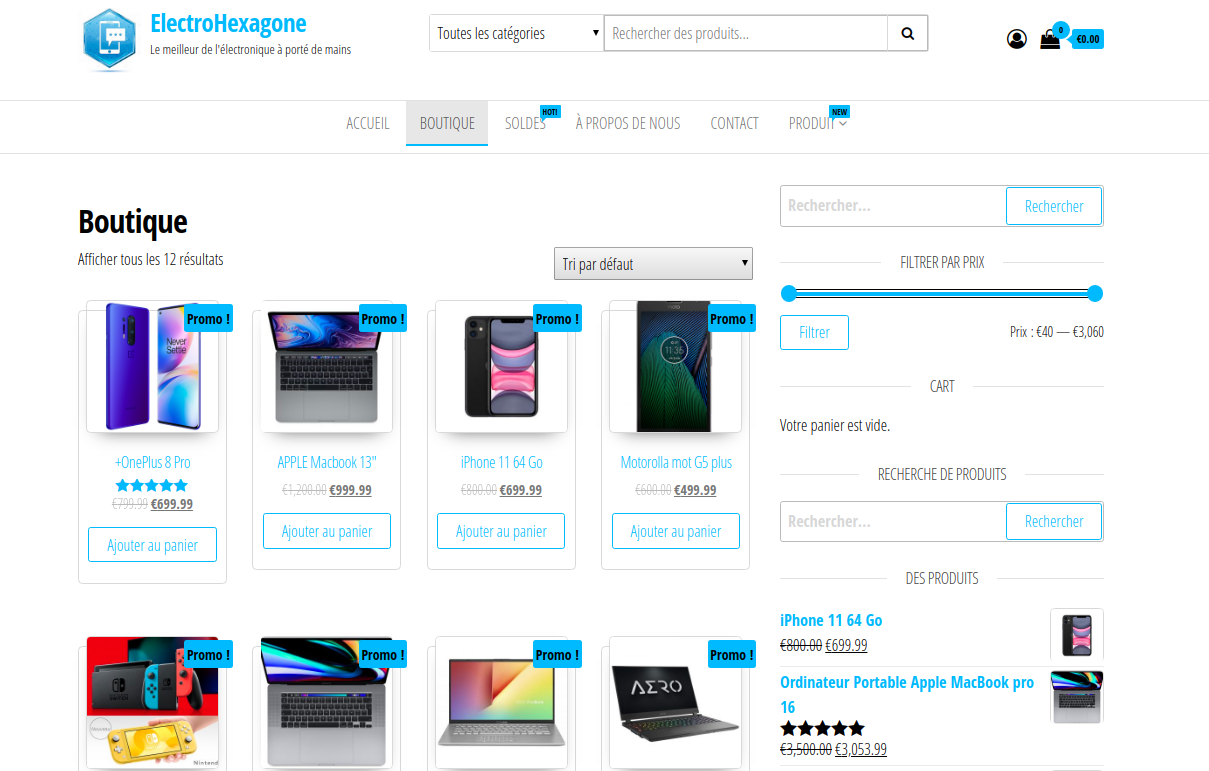 ElectroHexagone
Le meilleur de l'électronique à porté de mains
Toutes les catégories
Rechercher des produits...
0
€0.00
ACCUEIL
BOUTIQUE
SOLDES
HOT!
À PROPOS DE NOUS
CONTACT
PRODUIT
NEW
Boutique
Afficher tous les 12 résultats
Tri par défaut
Promo !
Never
Settle
+OnePlus 8 Pro
€799.99 €699.99
Ajouter au panier
Promo !
APPLE Macbook 13"
€1,200.00 €999.99
Ajouter au panier
Promo !
iPhone 11 64 Go
€800.00 €699.99
Ajouter au panier
Promo !
moto
11:35
Motorolla mot G5 plus
€600.00 €499.99
Ajouter au panier
Promo !
Promo !
Promo !
Promo !
AERO
Rechercher...
Rechercher
FILTRER PAR PRIX
Filtrer
Prix : €40 — €3,060
CART
Votre panier est vide.
RECHERCHE DE PRODUITS
Rechercher...
Rechercher
DES PRODUITS
iPhone 11 64 Go
€800.00 €699.99
Ordinateur Portable Apple MacBook pro
16
€3,500.00 €3,053.99